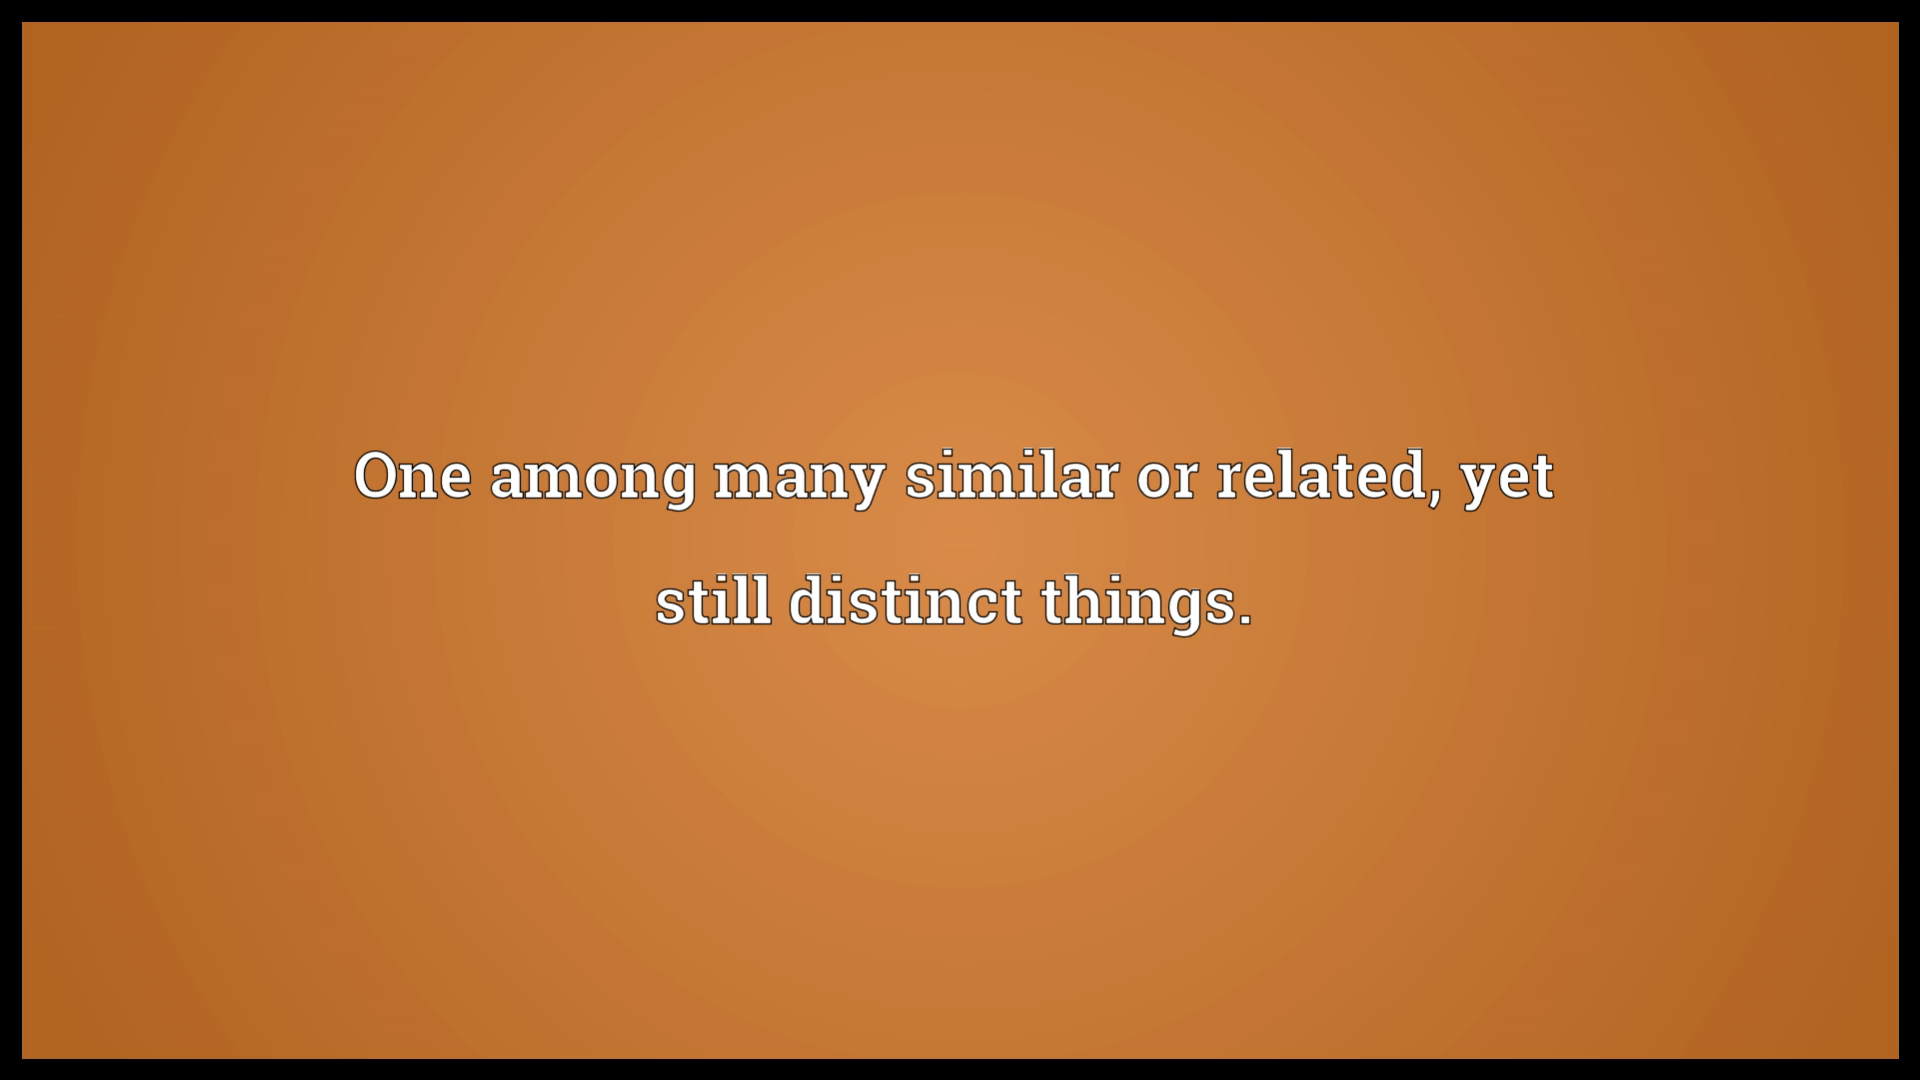 One among many similar or related, yet
still distinct things.